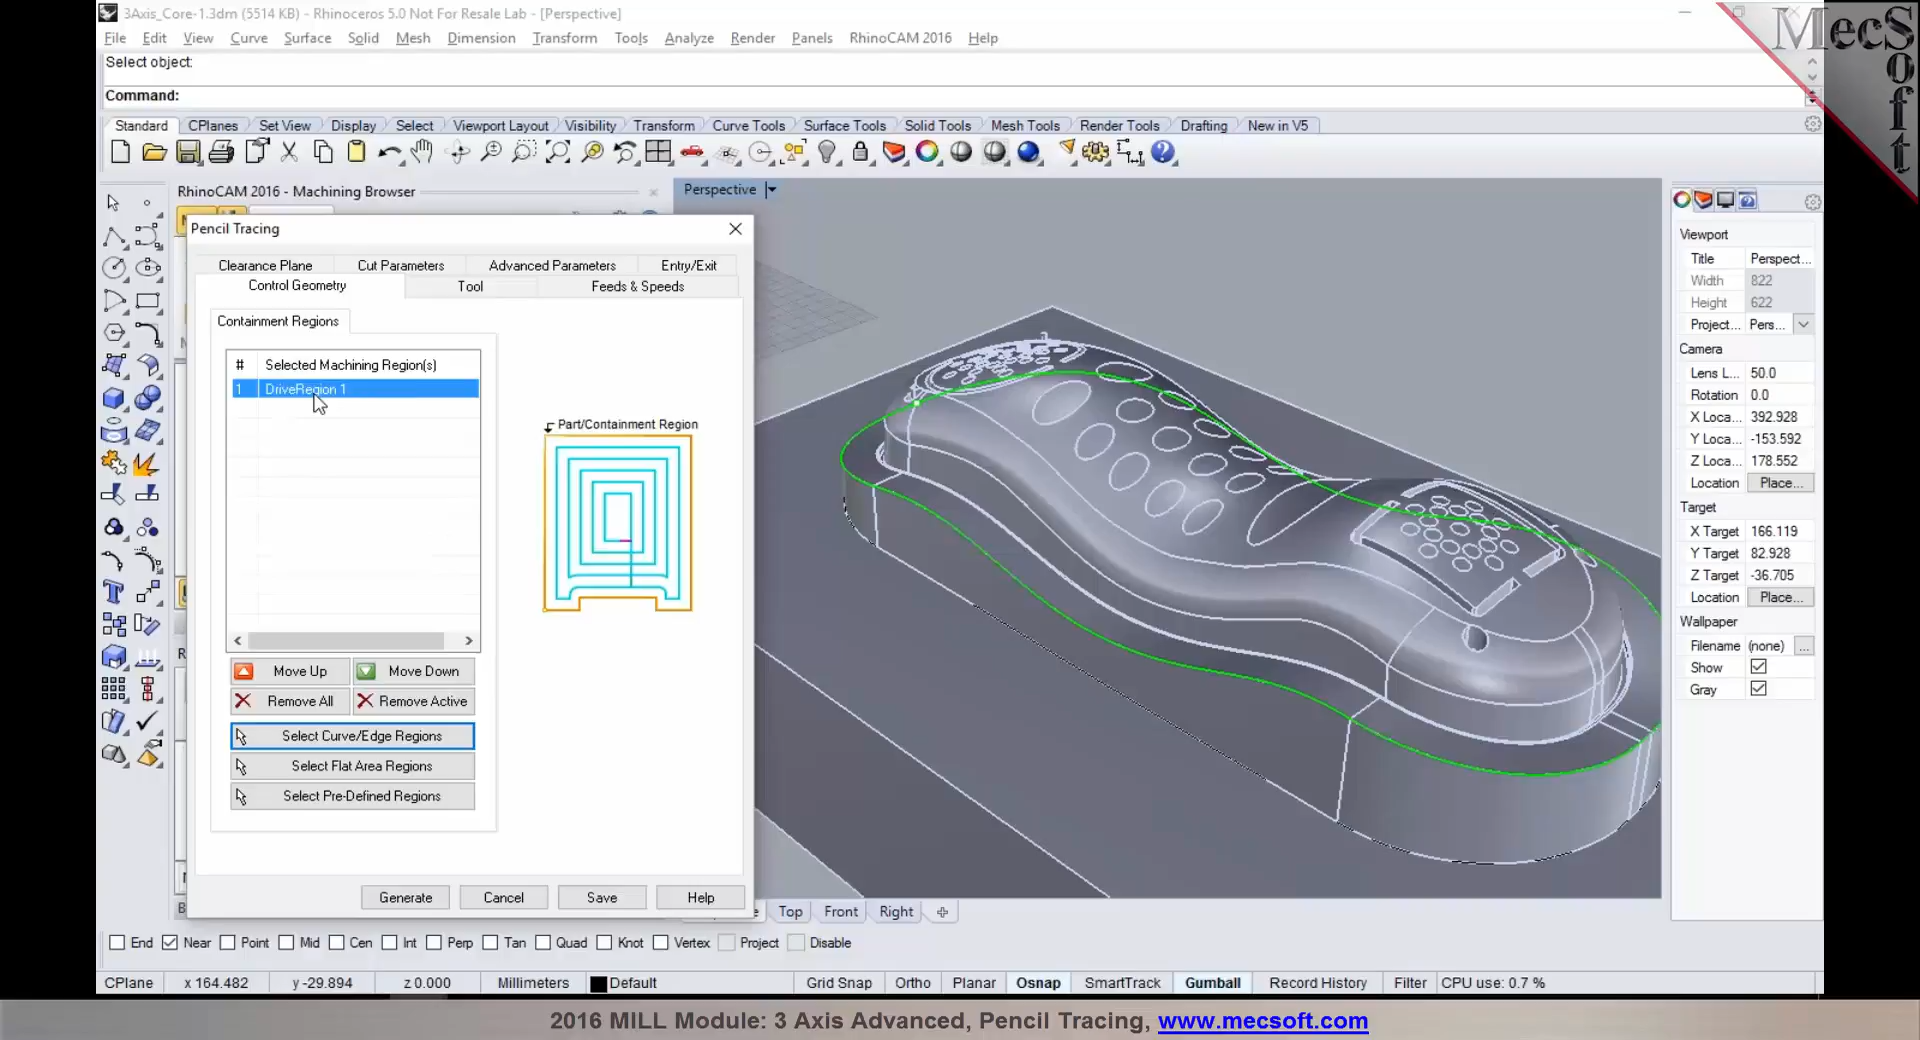 3Axis_Core-1.3dm (5514 KB) - Rhinoceros 5.0 Not For Resale Lab - [Perspective]
MecSoft
File Edit View Curve Surface Solid Mesh Dimension Transform Tools Analyze Render Panels RhinoCAM 2016 Help
Select object:
Command:
Standard CPlanes Set View Display Select Viewport Layout Visibility Transform Curve Tools Surface Tools Solid Tools Mesh Tools Render Tools Drafting New in V5
RhinoCAM 2016 - Machining Browser
Perspective
Pencil Tracing
Clearance Plane Cut Parameters Advanced Parameters Entry/Exit
Control Geometry Tool Feeds & Speeds
Containment Regions
# Selected Machining Region(s)
1 DriveRegion 1
Part/Containment Region
Move Up Move Down
Remove All Remove Active
Select Curve/Edge Regions
Select Flat Area Regions
Select Pre-Defined Regions
Generate Cancel Save Help
Viewport
Title Perspect...
Width 822
Height 622
Project... Pers...
Camera
Lens L... 50.0
Rotation 0.0
X Loca... 392.928
Y Loca... -153.592
Z Loca... 178.552
Location Place...
Target
X Target 166.119
Y Target 82.928
Z Target -36.705
Location Place...
Wallpaper
Filename (none) ...
Show
Gray
Top Front Right
End Near Point Mid Cen Int Perp Tan Quad Knot Vertex Project Disable
CPlane x 164.482 y -29.894 z 0.000 Millimeters Default Grid Snap Ortho Planar Osnap SmartTrack Gumball Record History Filter CPU use: 0.7 %
2016 MILL Module: 3 Axis Advanced, Pencil Tracing, www.mecsoft.com